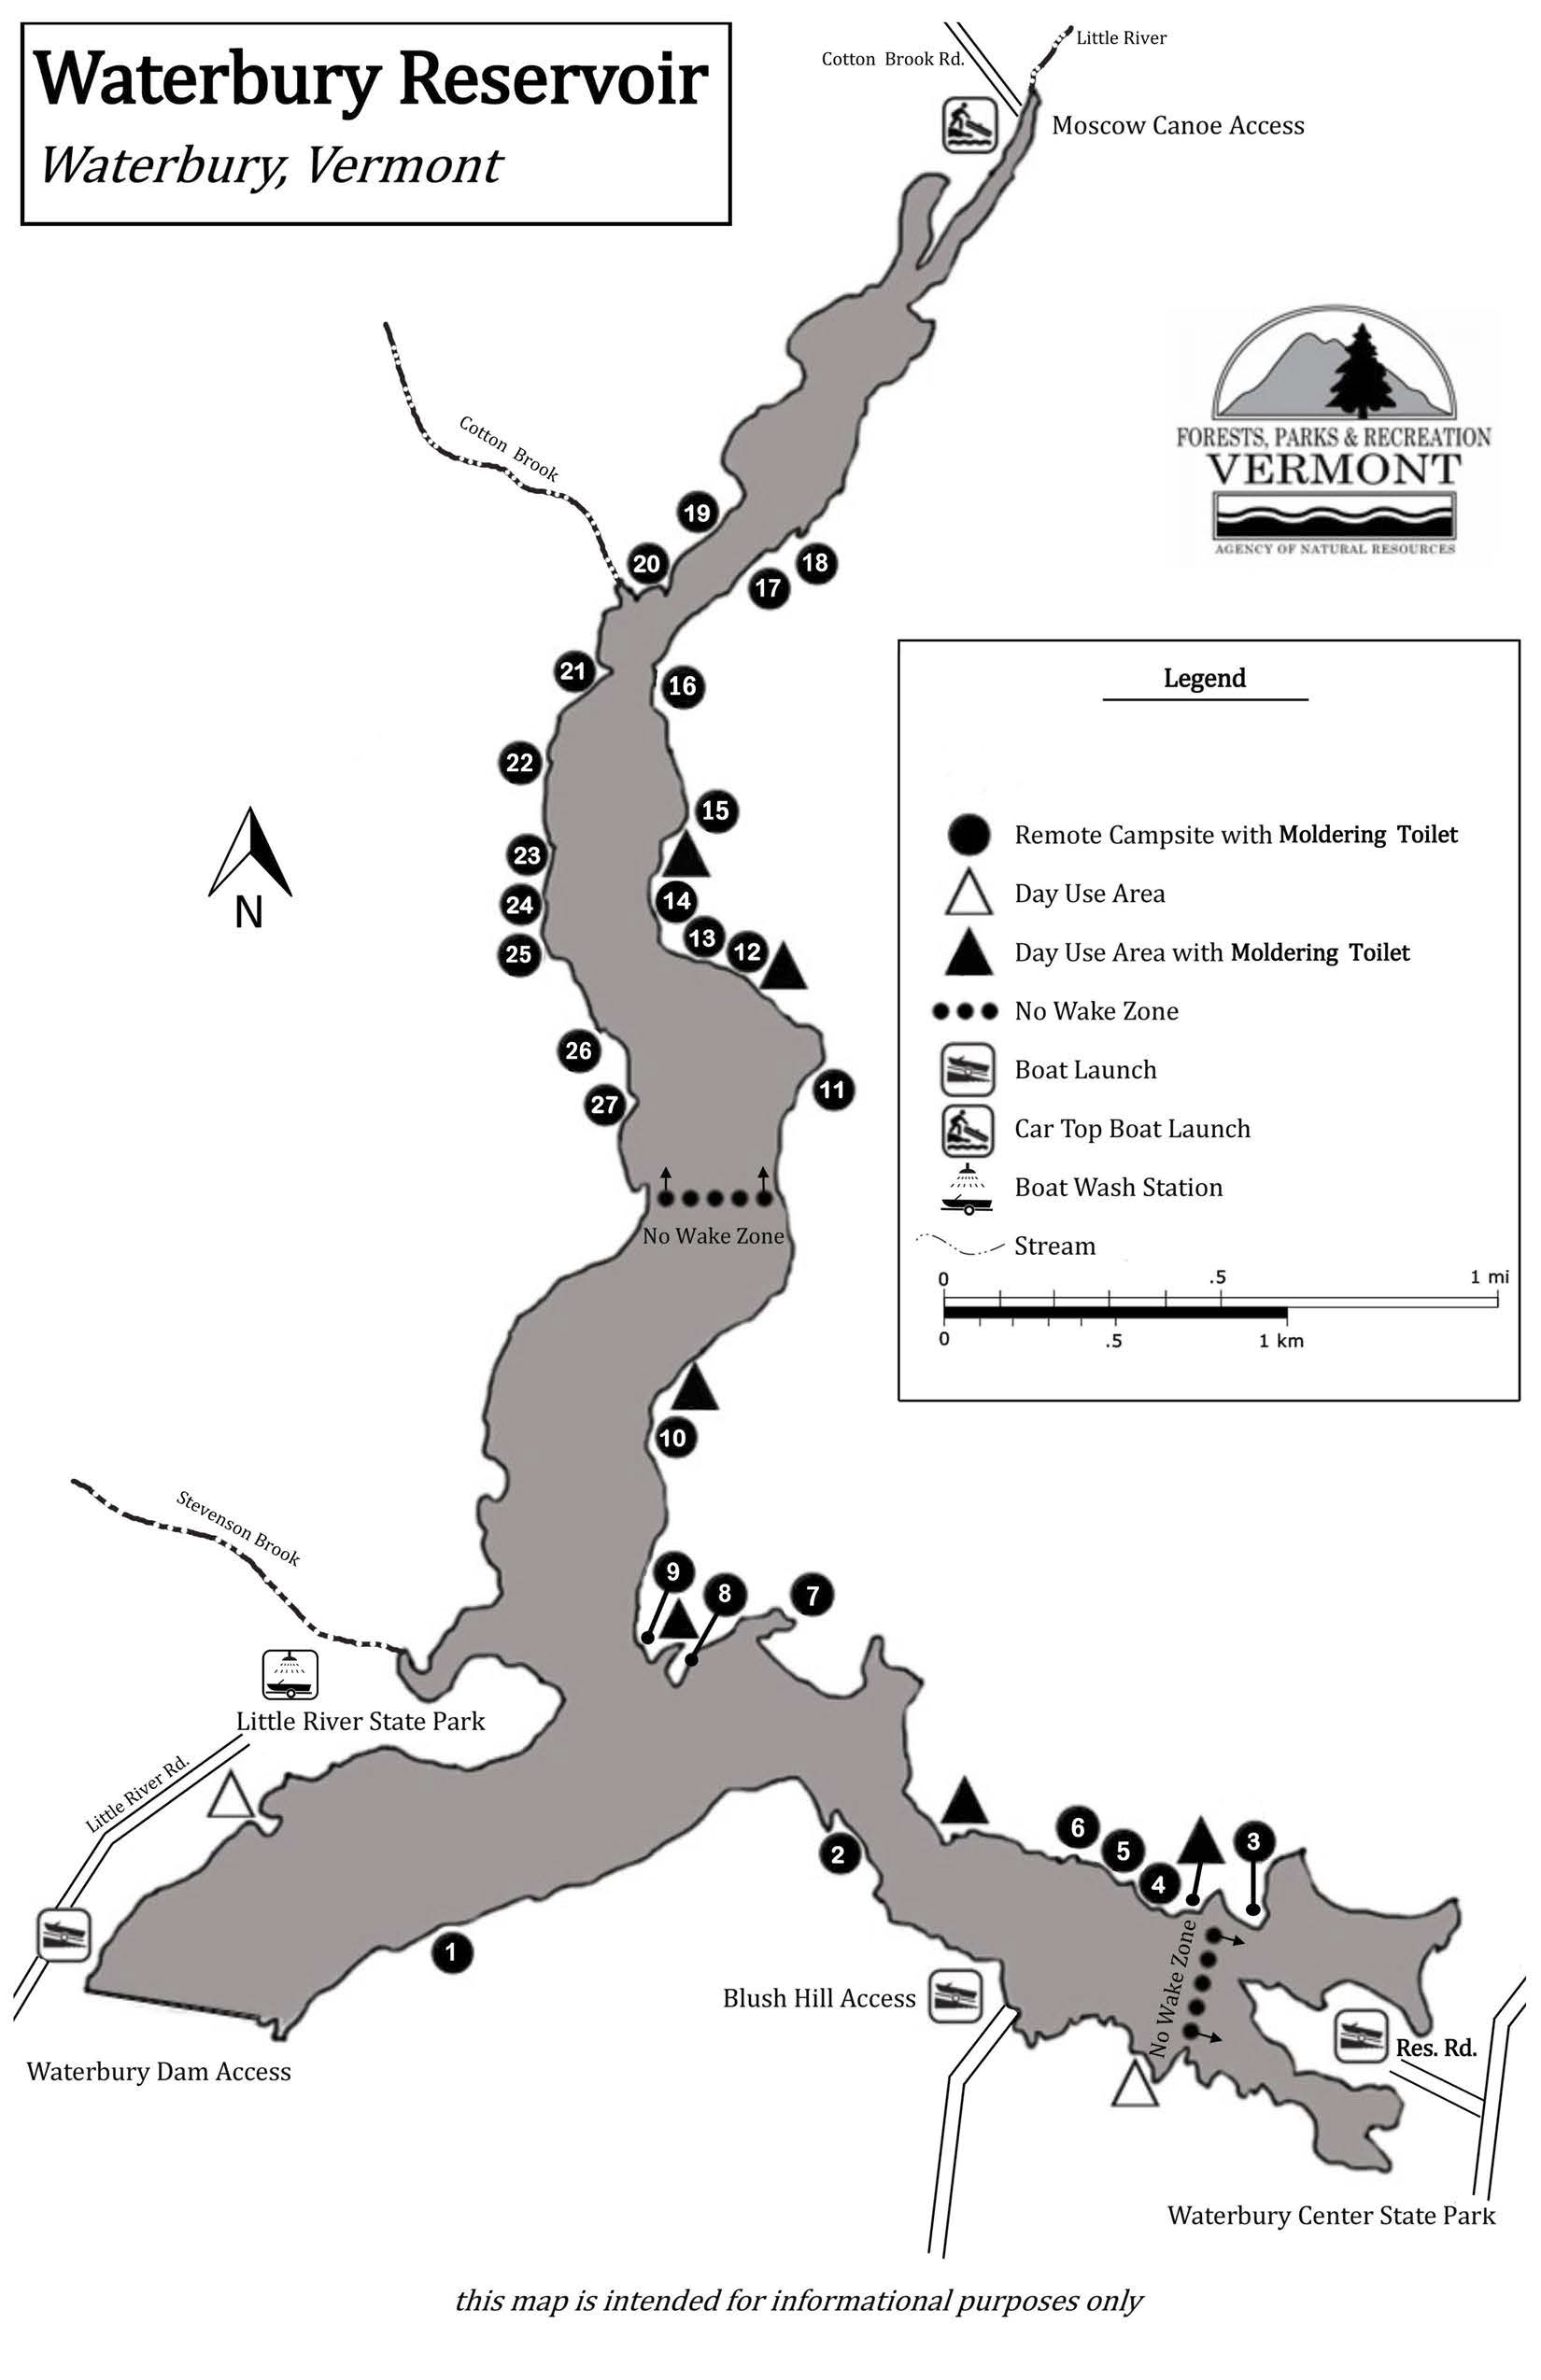 Waterbury Reservoir
Waterbury, Vermont
Little River
Cotton Brook Rd.
Moscow Canoe Access
Cotton Brook
FORESTS, PARKS & RECREATION
VERMONT
AGENCY OF NATURAL RESOURCES
19
20
18
17
21
16
22
15
23
14
24
13
12
25
26
11
27
N
Legend
Remote Campsite with Moldering Toilet
Day Use Area
Day Use Area with Moldering Toilet
No Wake Zone
Boat Launch
Car Top Boat Launch
Boat Wash Station
Stream
0 .5 1 mi
0 .5 1 km
No Wake Zone
10
Stevenson Brook
9
8
7
Little River State Park
Little River Rd.
6
5
4
3
2
1
No Wake Zone
Blush Hill Access
Res. Rd.
Waterbury Dam Access
Waterbury Center State Park
this map is intended for informational purposes only